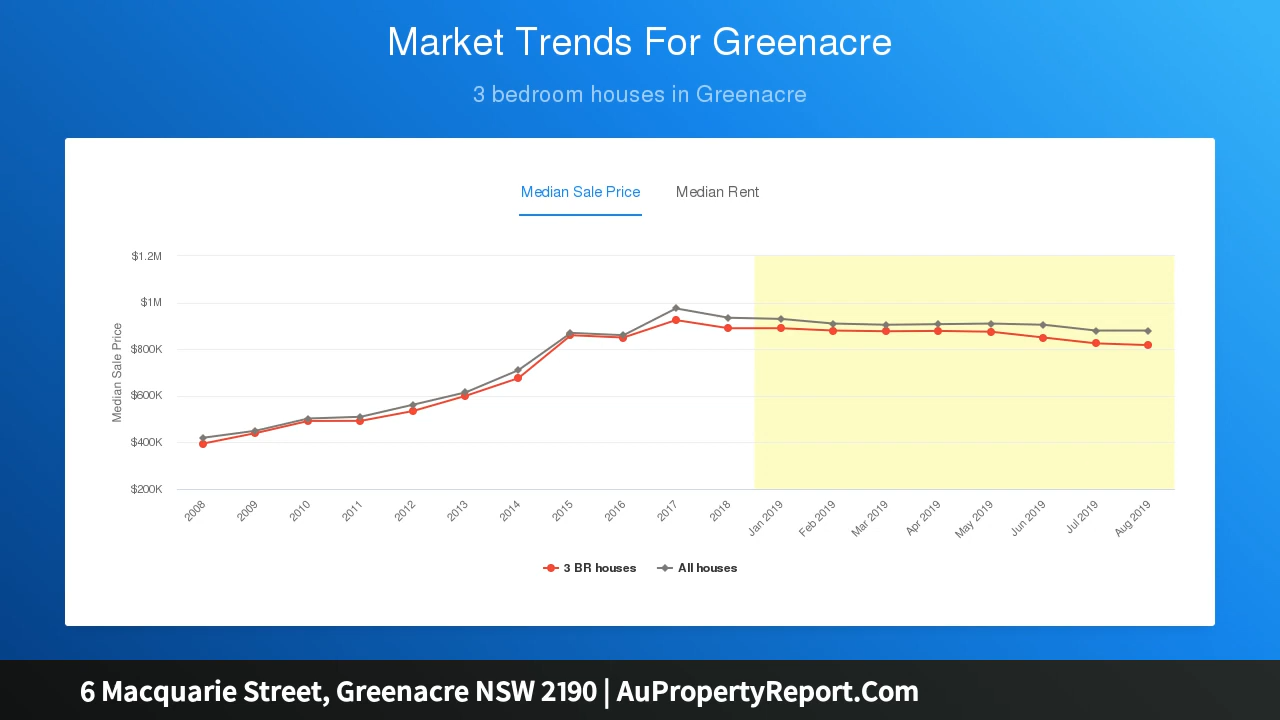 Market Trends For Greenacre
3 bedroom houses in Greenacre
Median Sale Price Median Rent
Median Sale Price
$1.2M
$1M
$800K
$600K
$400K
$200K
2008 2009 2010 2011 2012 2013 2014 2015 2016 2017 2018 Jan 2019 Feb 2019 Mar 2019 Apr 2019 May 2019 Jun 2019 Jul 2019 Aug 2019
3 BR houses All houses
6 Macquarie Street, Greenacre NSW 2190 | AuPropertyReport.Com